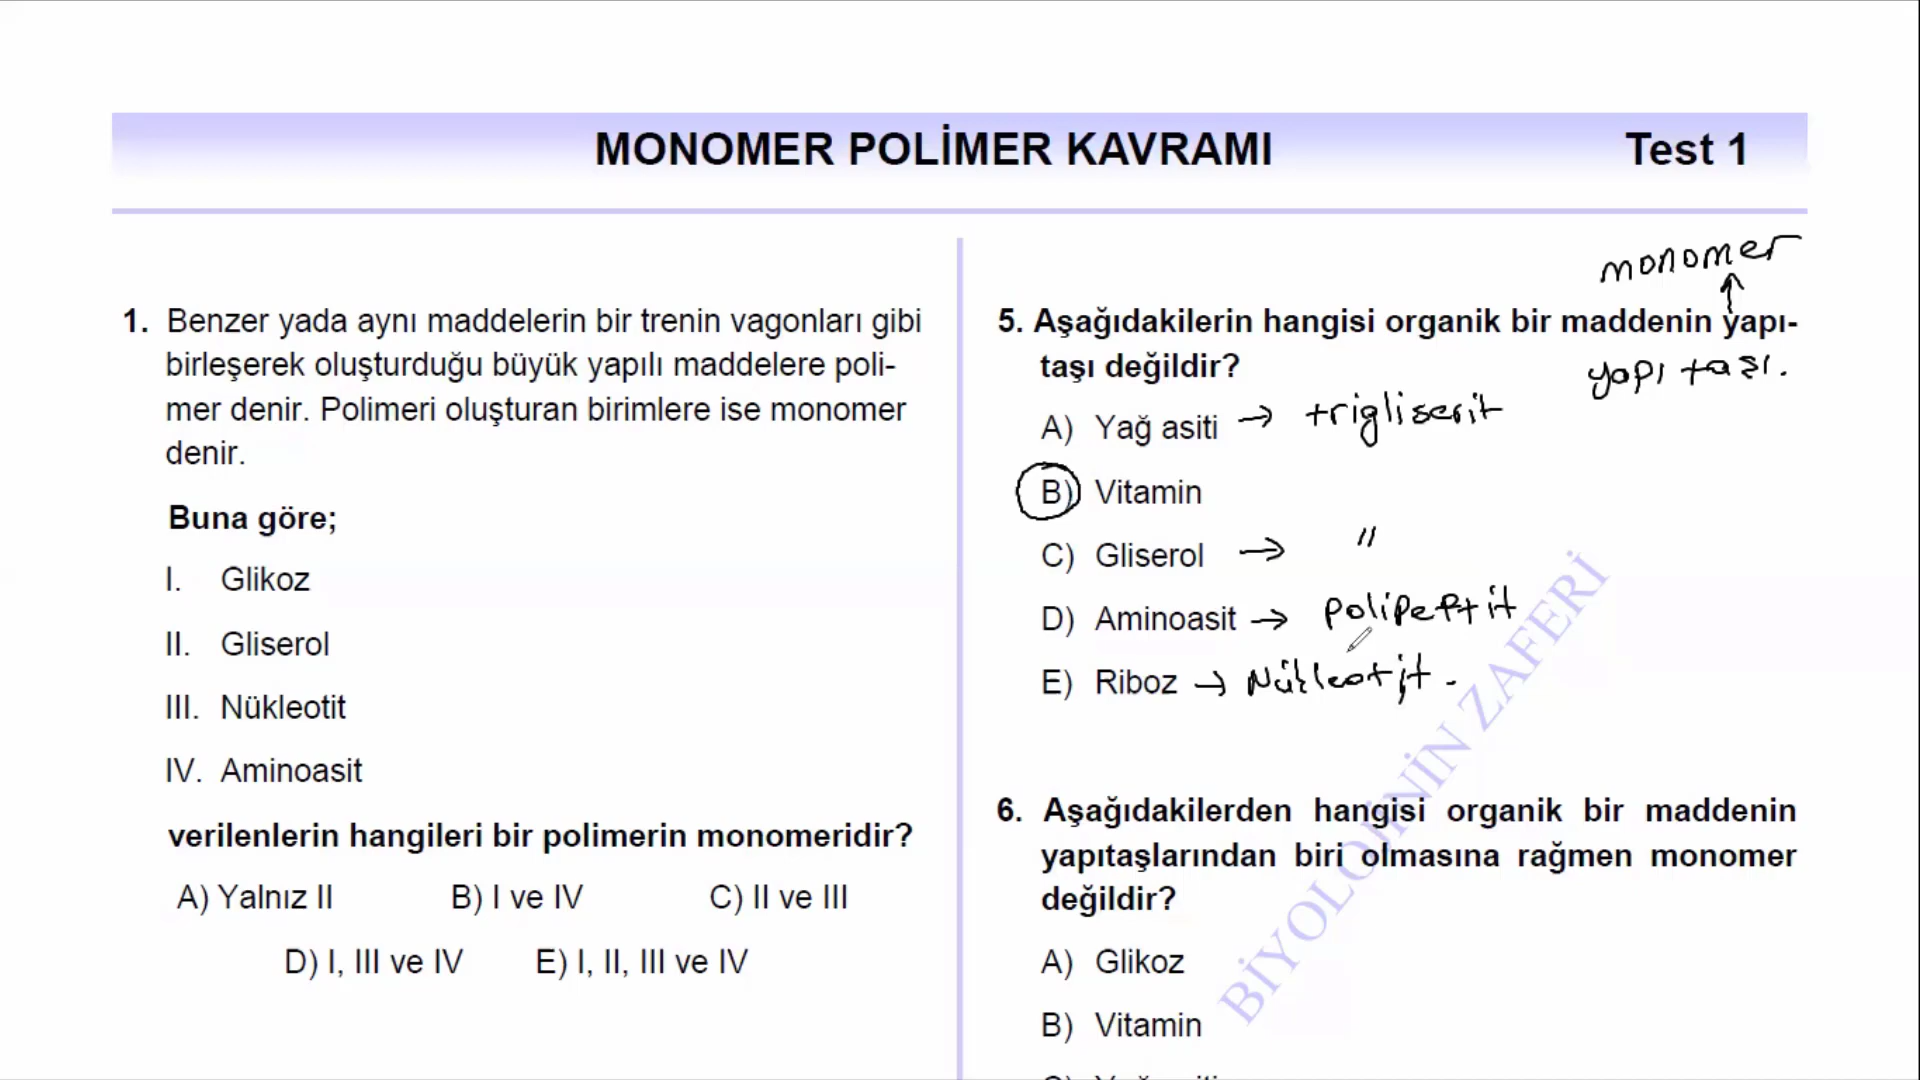 MONOMER POLİMER KAVRAMI Test 1
1. Benzer yada aynı maddelerin bir trenin vagonları gibi
birleşerek oluşturduğu büyük yapılı maddelere poli-
mer denir. Polimeri oluşturan birimlere ise monomer
denir.
Buna göre;
I. Glikoz
II. Gliserol
III. Nükleotit
IV. Aminoasit
verilenlerin hangileri bir polimerin monomeridir?
A) Yalnız II B) I ve IV C) II ve III
D) I, III ve IV E) I, II, III ve IV
monomer
5. Aşağıdakilerin hangisi organik bir maddenin yapı-
taşı değildir?
yapı taşı.
A) Yağ asiti → trigliserit
B) Vitamin
C) Gliserol → "
D) Aminoasit → polipeptit
E) Riboz → Nükleotit.
6. Aşağıdakilerden hangisi organik bir maddenin
yapıtaşlarından biri olmasına rağmen monomer
değildir?
A) Glikoz
B) Vitamin
BİYOLOJİNİN ZAFERİ